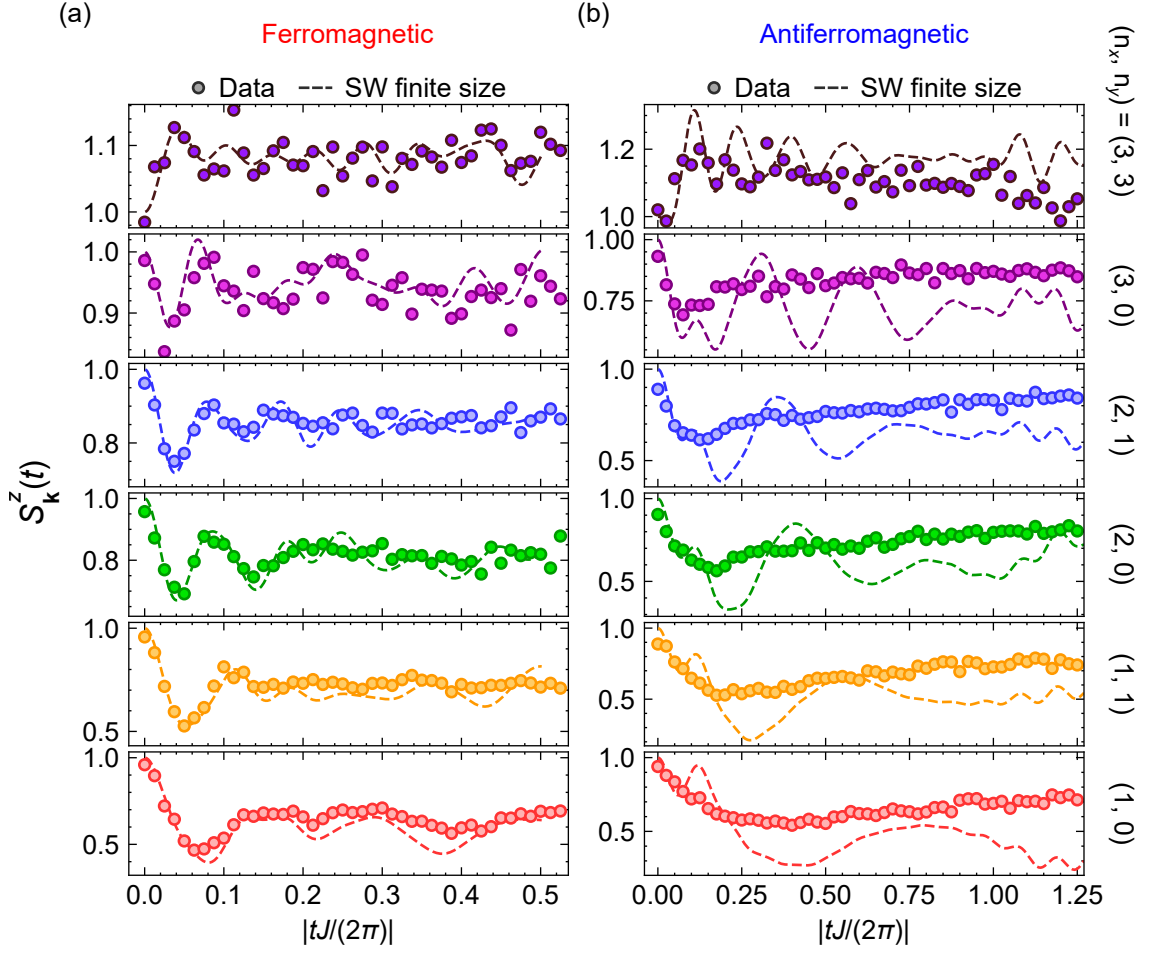 (a)
(b)
Ferromagnetic
Antiferromagnetic
Data
SW finite size
Data
SW finite size
1.1
1.0
1.2
1.0
(nₓ, nᵧ) = (3, 3)
1.0
0.9
1.00
0.75
(3, 0)
1.0
0.8
1.0
0.5
(2, 1)
1.0
0.8
1.0
0.5
(2, 0)
1.0
0.5
1.0
0.5
(1, 1)
1.0
0.5
1.0
0.5
(1, 0)
S^z_k(t)
0.0 0.1 0.2 0.3 0.4 0.5
0.00 0.25 0.50 0.75 1.00 1.25
|tJ/(2π)|
|tJ/(2π)|